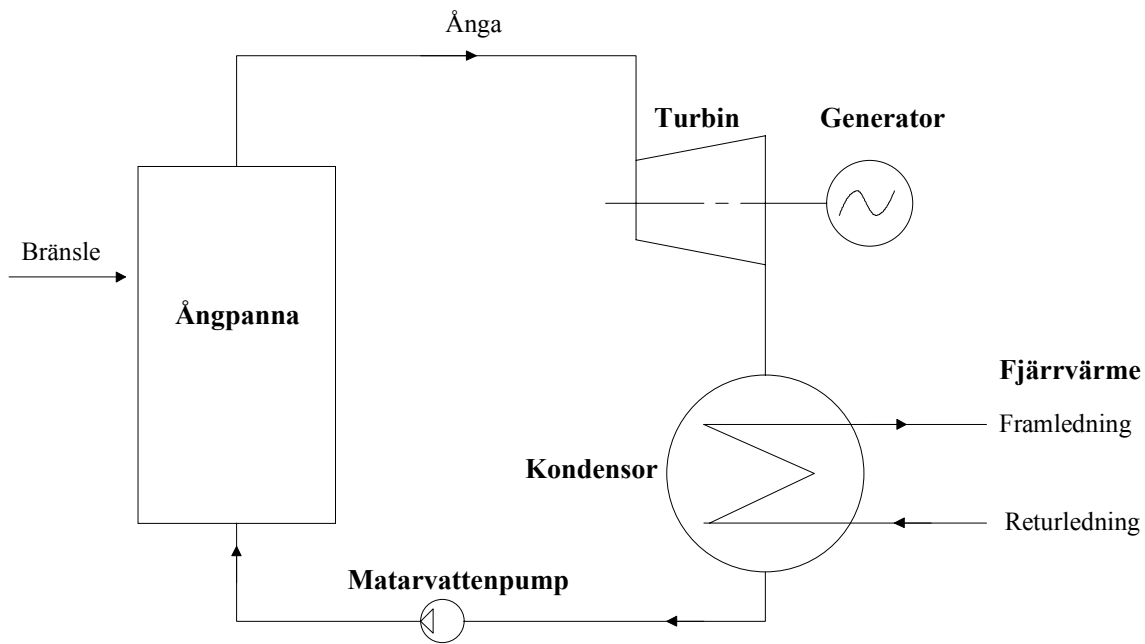 Ånga
Turbin
Generator
Bränsle
Ångpanna
Fjärrvärme
Framledning
Kondensor
Returledning
Matarvattenpump